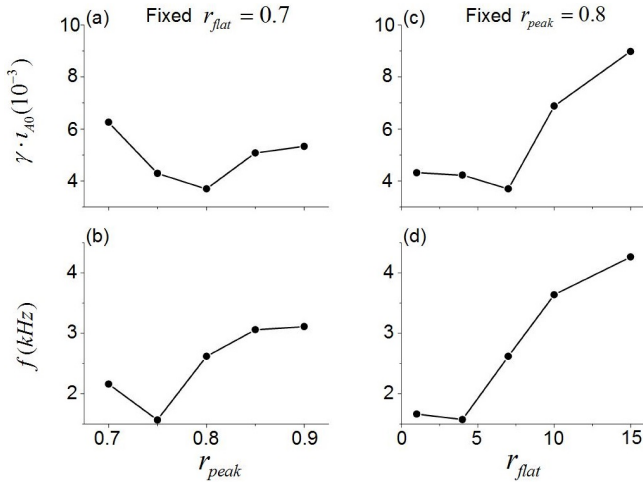 (a) Fixed r_flat = 0.7
10
8
6
4
γ · τ_A0 (10⁻³)
(c) Fixed r_peak = 0.8
10
8
6
4
(b)
4
3
2
f (kHz)
0.7 0.8 0.9
r_peak
(d)
4
3
2
0 5 10 15
r_flat